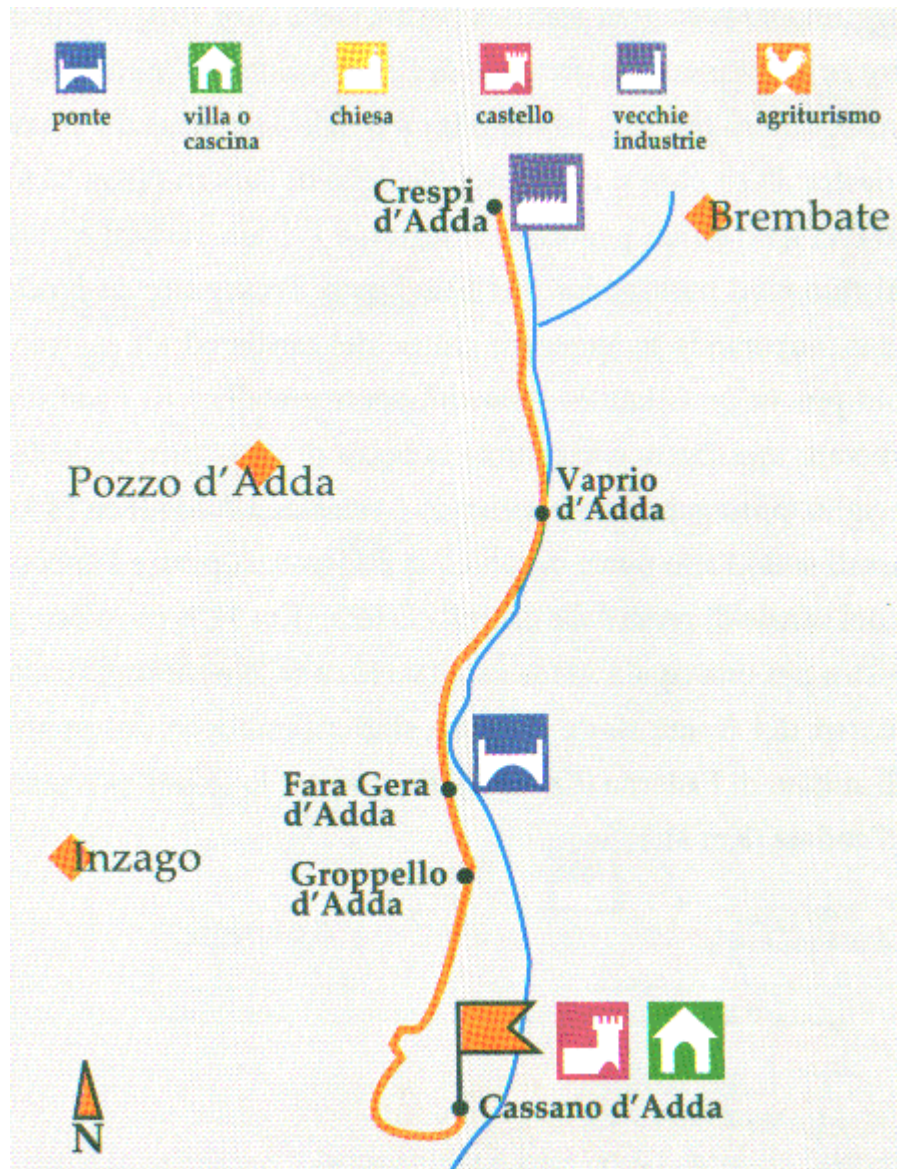 ponte
villa o
cascina
chiesa
castello
vecchie
industrie
agriturismo
Crespi
d'Adda
Brembate
Pozzo d'Adda
Vaprio
d'Adda
Fara Gera
d'Adda
Inzago
Groppello
d'Adda
Cassano d'Adda
N